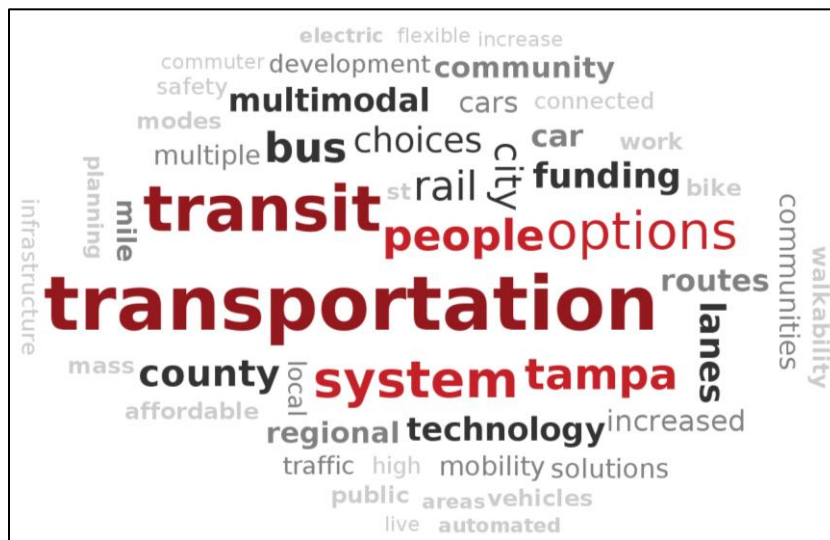 electric flexible increase
commuter development community
safety multimodal cars connected
modes
multiple bus choices car work
planning
mile
transit st rail city funding bike
infrastructure
people options
communities
walkability
transportation routes
lanes
mass county local system tampa
affordable
regional technology increased
traffic high mobility solutions
public areas vehicles
live automated